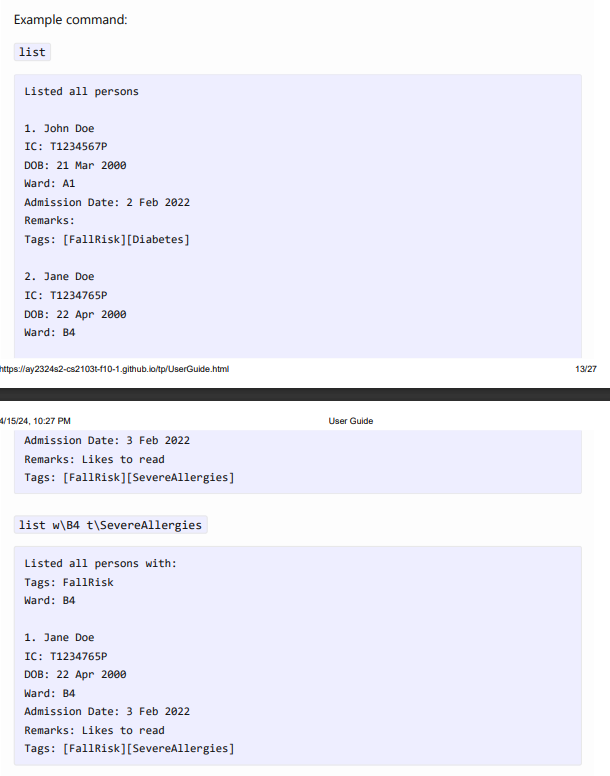 Example command:
list
Listed all persons
1. John Doe
IC: T1234567P
DOB: 21 Mar 2000
Ward: A1
Admission Date: 2 Feb 2022
Remarks:
Tags: [FallRisk][Diabetes]
2. Jane Doe
IC: T1234765P
DOB: 22 Apr 2000
Ward: B4
https://ay2324s2-cs2103t-f10-1.github.io/tp/UserGuide.html 13/27
4/15/24, 10:27 PM User Guide
Admission Date: 3 Feb 2022
Remarks: Likes to read
Tags: [FallRisk][SevereAllergies]
list w\B4 t\SevereAllergies
Listed all persons with:
Tags: FallRisk
Ward: B4
1. Jane Doe
IC: T1234765P
DOB: 22 Apr 2000
Ward: B4
Admission Date: 3 Feb 2022
Remarks: Likes to read
Tags: [FallRisk][SevereAllergies]